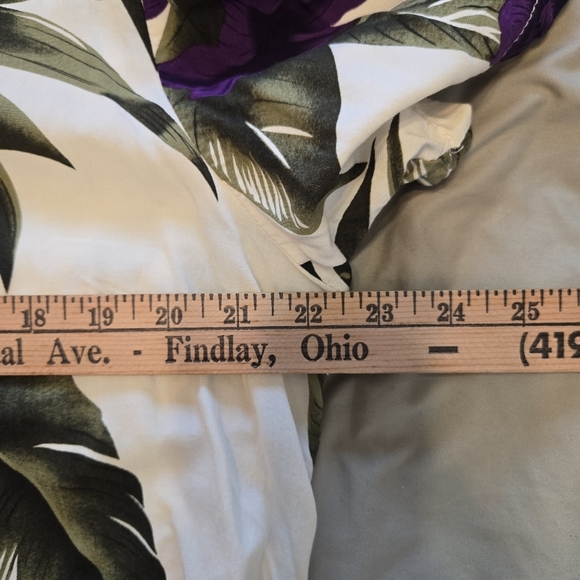 18 19 20 21 22 23 24 25
al Ave. - Findlay, Ohio — (419